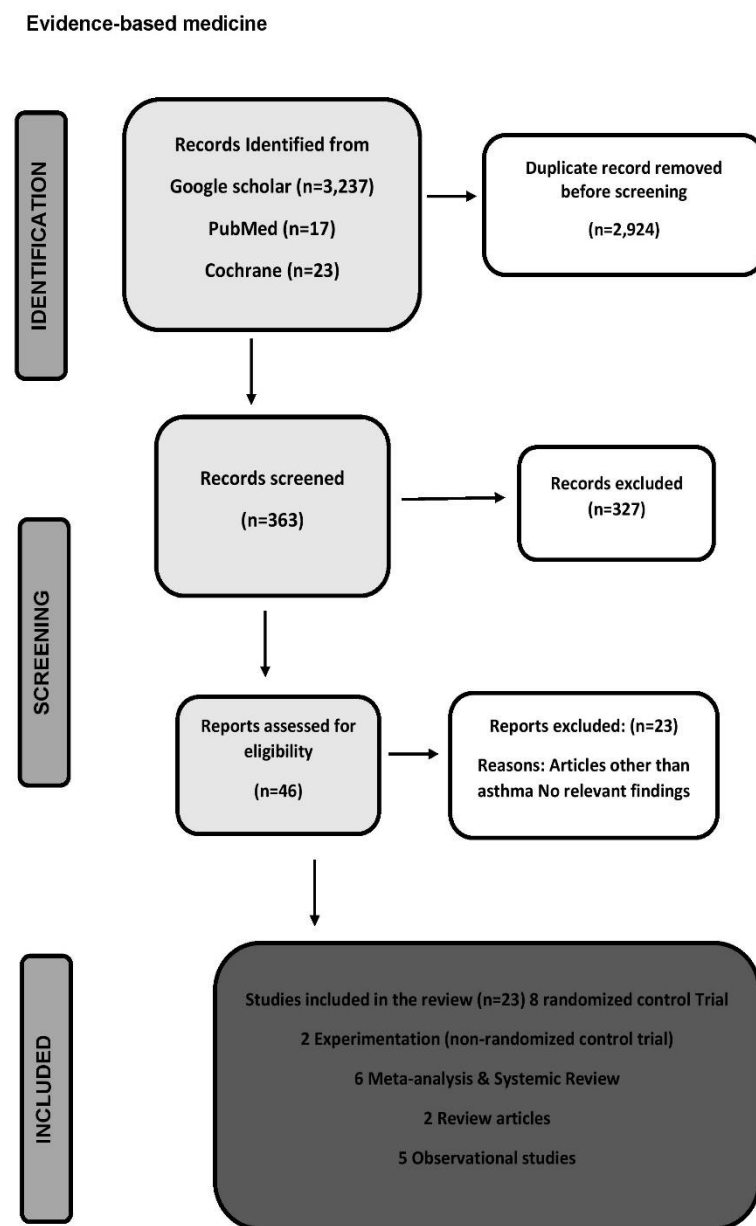 Evidence-based medicine
IDENTIFICATION
Records Identified from
Google scholar (n=3,237)
PubMed (n=17)
Cochrane (n=23)
Duplicate record removed
before screening
(n=2,924)
SCREENING
Records screened
(n=363)
Records excluded
(n=327)
Reports assessed for
eligibility
(n=46)
Reports excluded: (n=23)
Reasons: Articles other than
asthma No relevant findings
INCLUDED
Studies included in the review (n=23) 8 randomized control Trial
2 Experimentation (non-randomized control trial)
6 Meta-analysis & Systemic Review
2 Review articles
5 Observational studies